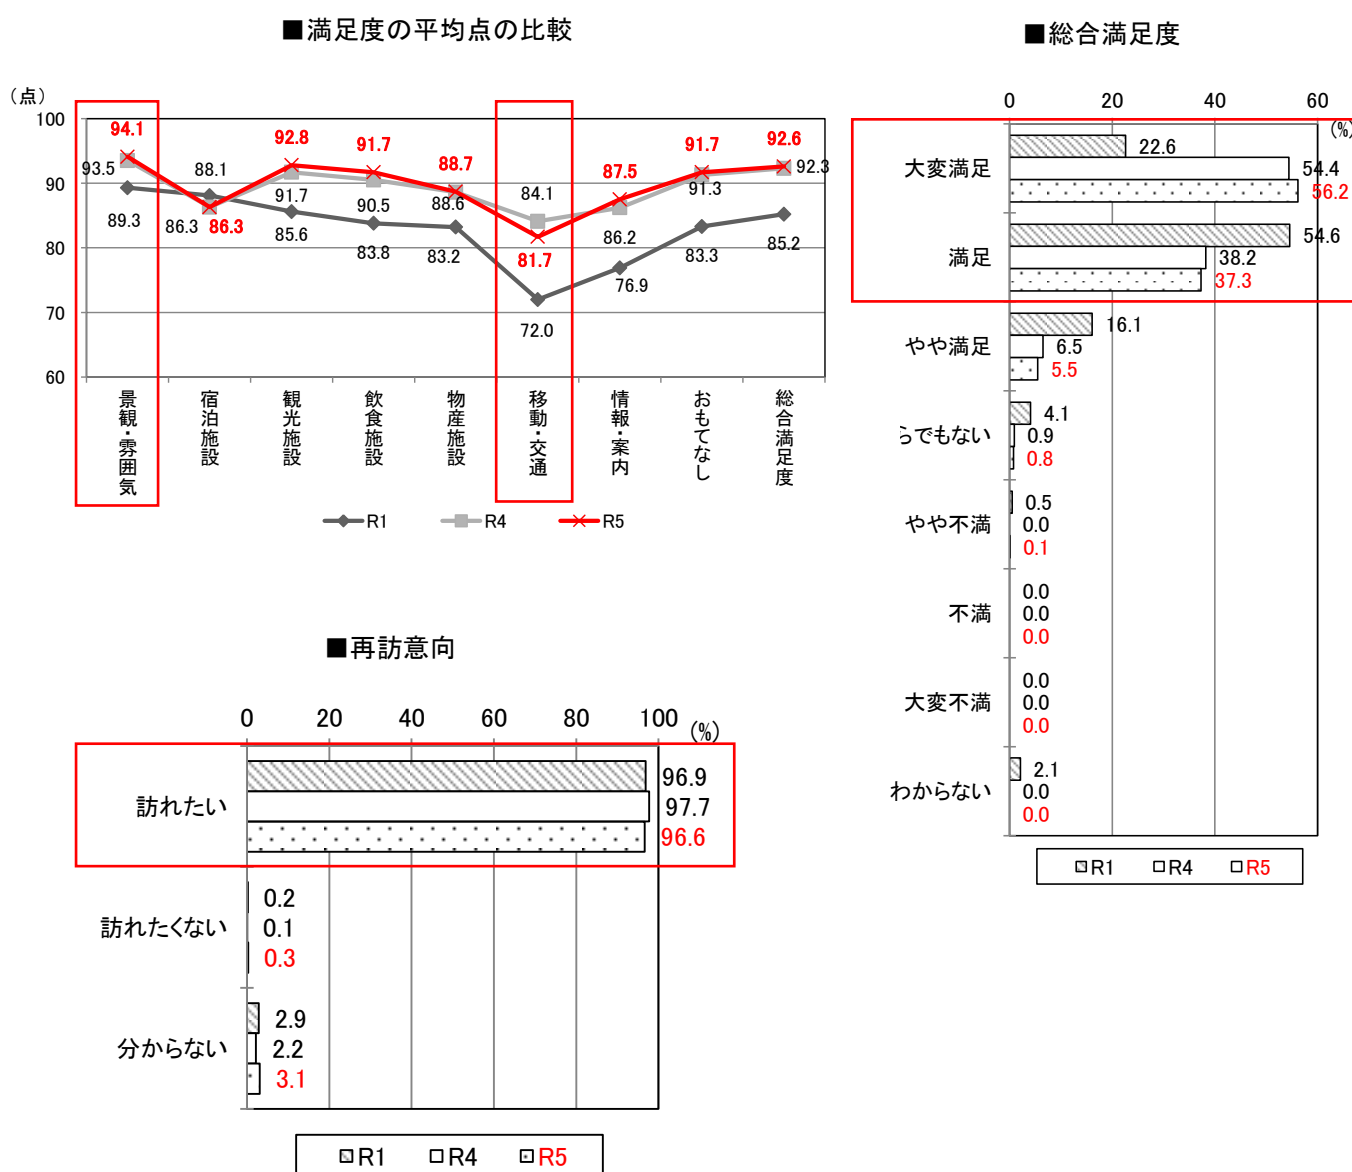 ■満足度の平均点の比較
(点)
100
90
80
70
60
94.1
93.5
89.3
88.1
86.3
86.3
92.8
91.7
85.6
91.7
90.5
83.8
88.7
88.6
83.2
84.1
81.7
72.0
87.5
86.2
76.9
91.7
91.3
83.3
92.6
92.3
85.2
景観・雰囲気
宿泊施設
観光施設
飲食施設
物産施設
移動・交通
情報・案内
おもてなし
総合満足度
R1 R4 R5
■総合満足度
0 20 40 60
(%)
大変満足
22.6
54.4
56.2
満足
54.6
38.2
37.3
やや満足
16.1
6.5
5.5
らでもない
4.1
0.9
0.8
やや不満
0.5
0.0
0.1
不満
0.0
0.0
0.0
大変不満
0.0
0.0
0.0
わからない
2.1
0.0
0.0
R1 R4 R5
■再訪意向
0 20 40 60 80 100
(%)
訪れたい
96.9
97.7
96.6
訪れたくない
0.2
0.1
0.3
分からない
2.9
2.2
3.1
R1 R4 R5